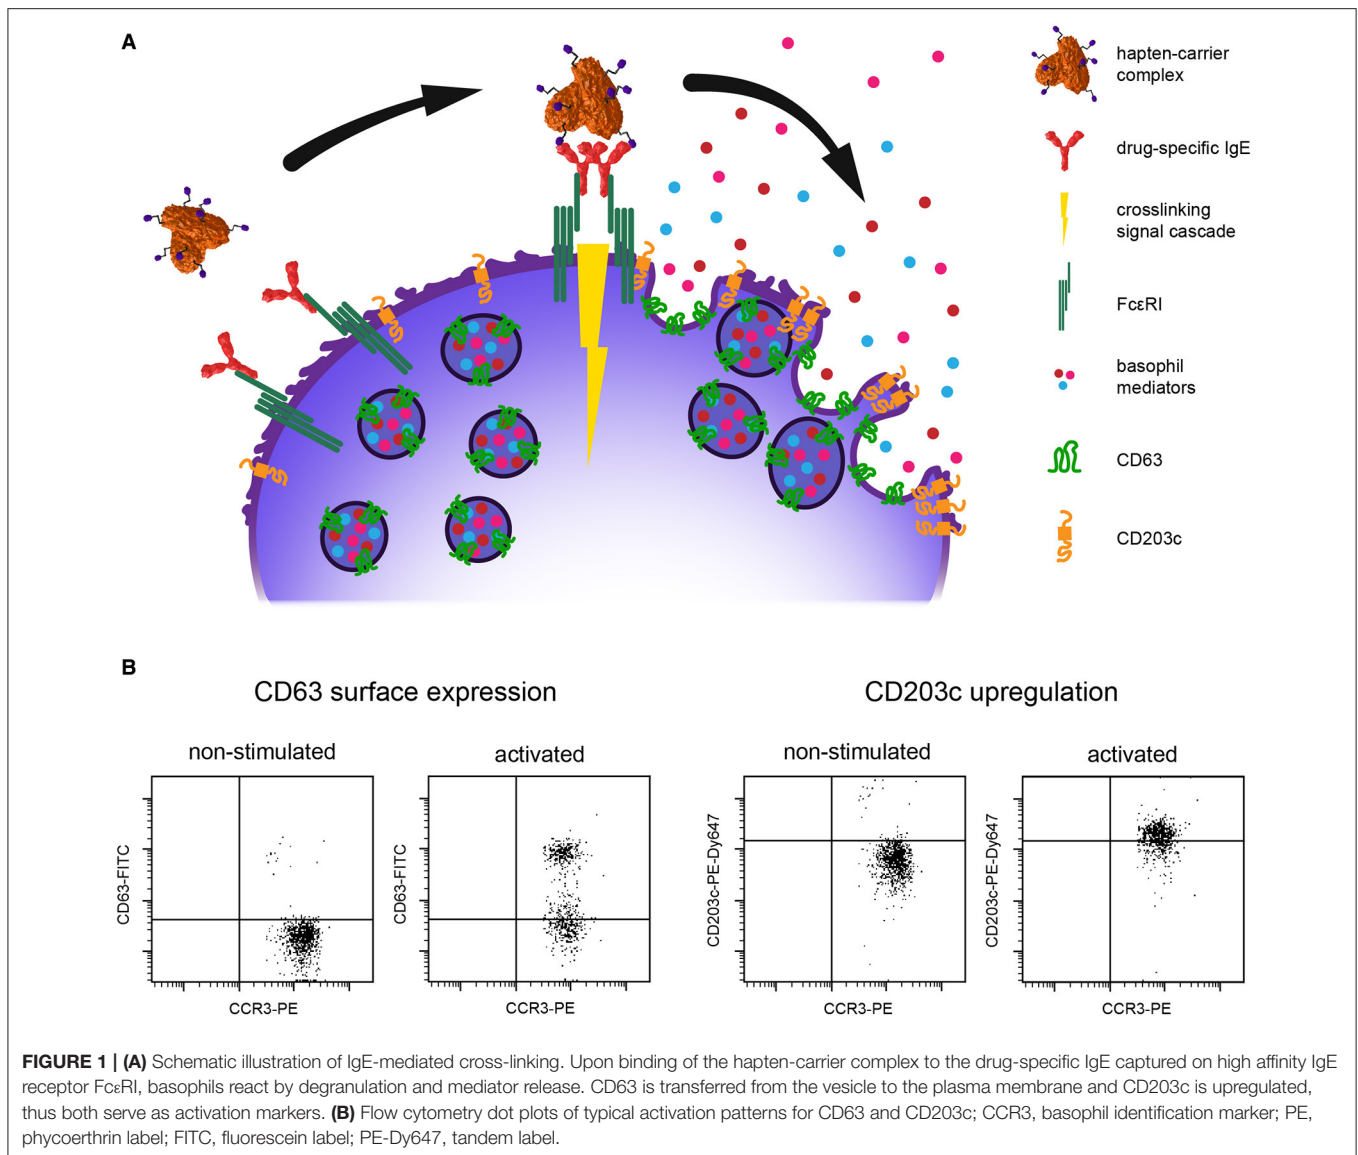 A
hapten-carrier
complex
drug-specific IgE
crosslinking
signal cascade
FcεRI
basophil
mediators
CD63
CD203c
B
CD63 surface expression
CD203c upregulation
non-stimulated
activated
non-stimulated
activated
CD63-FITC
CD63-FITC
CD203c-PE-Dy647
CD203c-PE-Dy647
CCR3-PE
CCR3-PE
CCR3-PE
CCR3-PE
FIGURE 1 | (A) Schematic illustration of IgE-mediated cross-linking. Upon binding of the hapten-carrier complex to the drug-specific IgE captured on high affinity IgE
receptor FcεRI, basophils react by degranulation and mediator release. CD63 is transferred from the vesicle to the plasma membrane and CD203c is upregulated,
thus both serve as activation markers. (B) Flow cytometry dot plots of typical activation patterns for CD63 and CD203c; CCR3, basophil identification marker; PE,
phycoerthrin label; FITC, fluorescein label; PE-Dy647, tandem label.